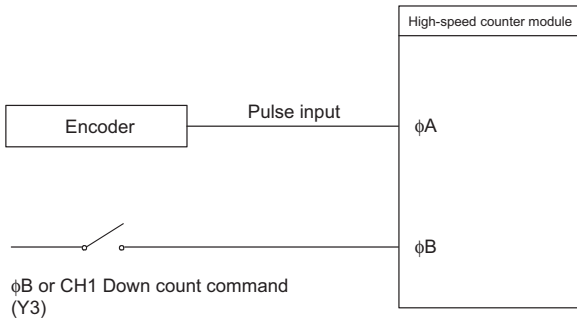 High-speed counter module
Pulse input
Encoder
ϕA
ϕB
ϕB or CH1 Down count command
(Y3)